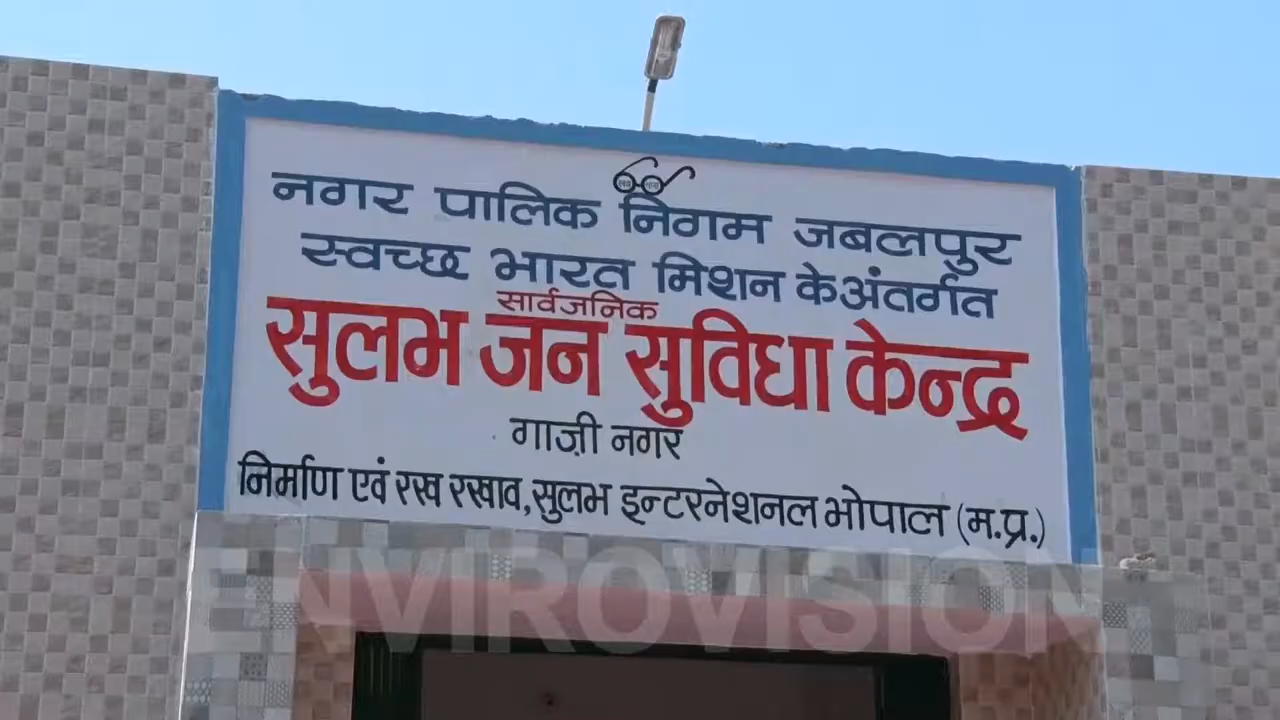 नगर पालिक निगम जबलपुर
स्वच्छ भारत मिशन के अंतर्गत
सार्वजनिक
सुलभ जन सुविधा केन्द्र
गाज़ी नगर
निर्माण एवं रख रखाव, सुलभ इन्टरनेशनल भोपाल (म.प्र.)
ENVIROVISION